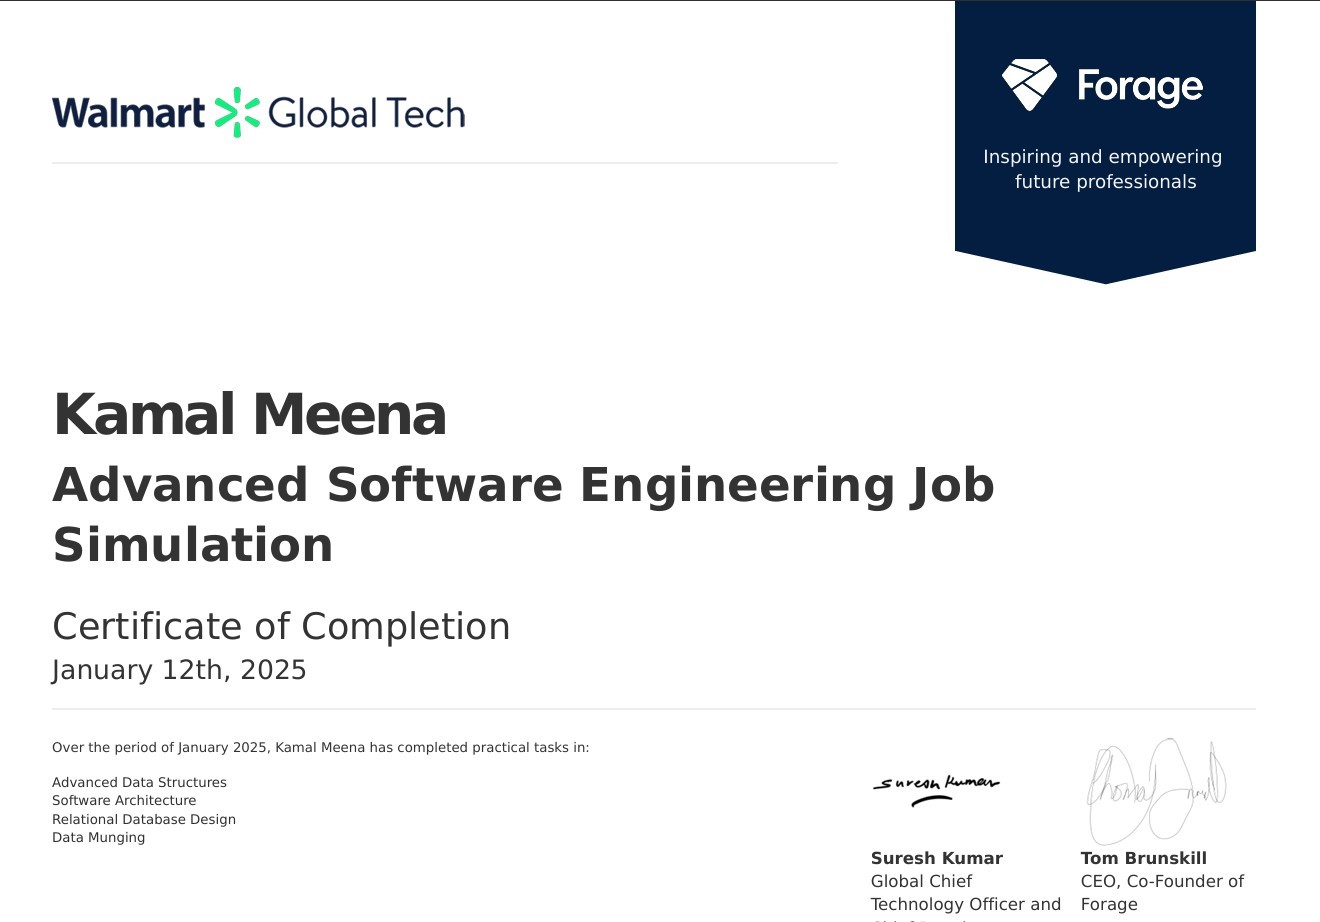 Walmart Global Tech
Forage
Inspiring and empowering
future professionals
Kamal Meena
Advanced Software Engineering Job
Simulation
Certificate of Completion
January 12th, 2025
Over the period of January 2025, Kamal Meena has completed practical tasks in:
Advanced Data Structures
Software Architecture
Relational Database Design
Data Munging
Suresh Kumar
Suresh Kumar
Global Chief
Technology Officer and
Tom Brunskill
CEO, Co-Founder of
Forage